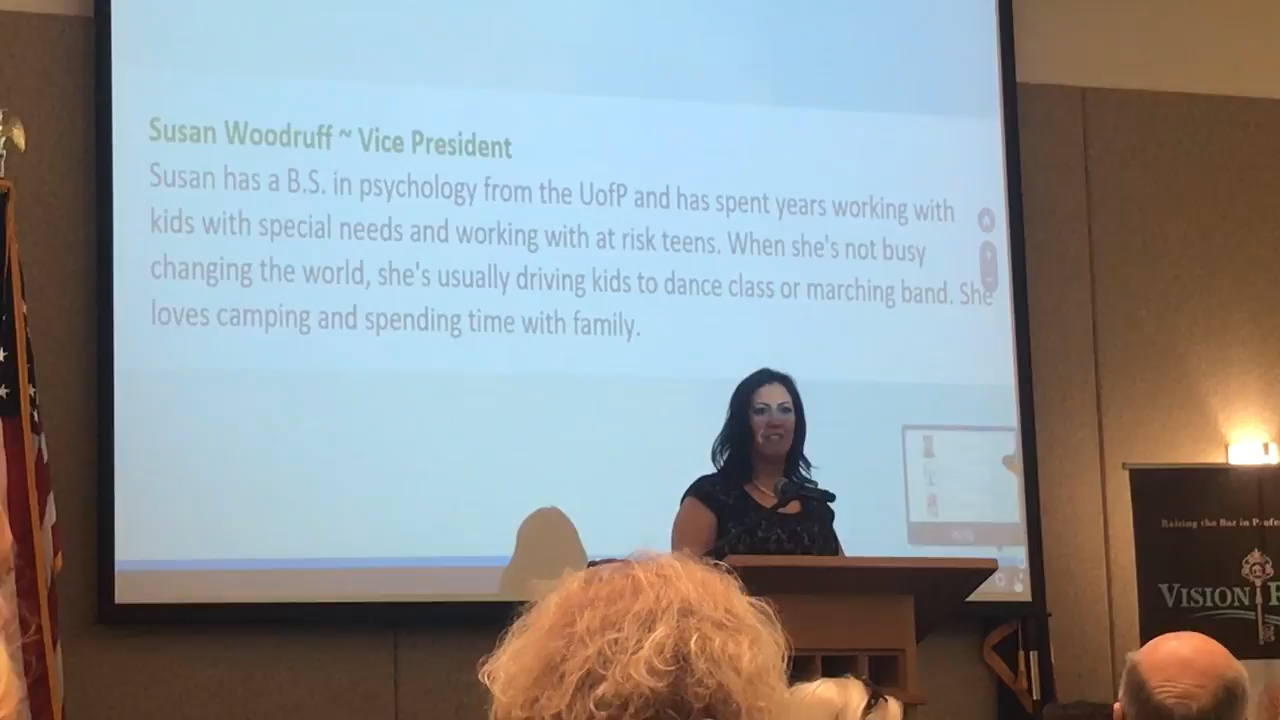 Susan Woodruff ~ Vice President
Susan has a B.S. in psychology from the UofP and has spent years working with
kids with special needs and working with at risk teens. When she's not busy
changing the world, she's usually driving kids to dance class or marching band. She
loves camping and spending time with family.
Raising the Bar in
VISION